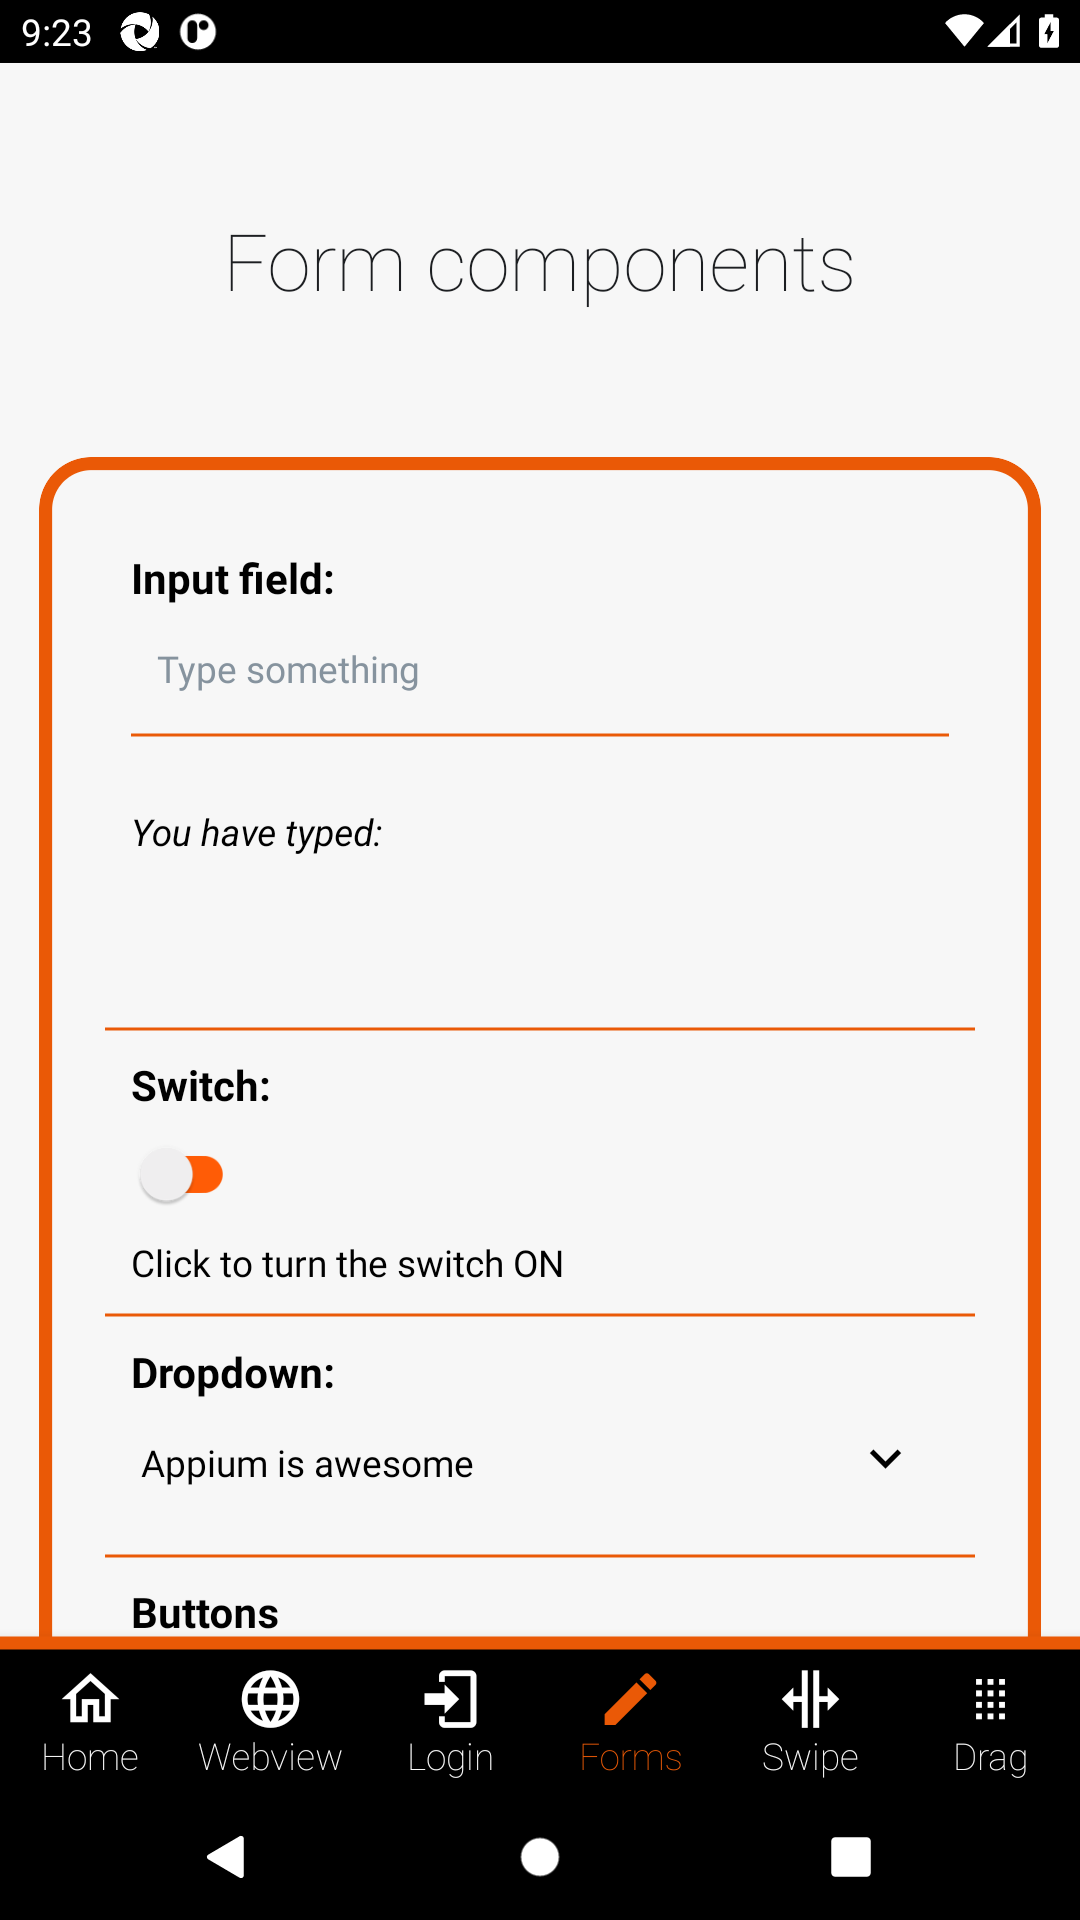 9:23
Form components
Input field:
Type something
You have typed:
Switch:
Click to turn the switch ON
Dropdown:
Appium is awesome
Buttons
Home Webview Login Forms Swipe Drag